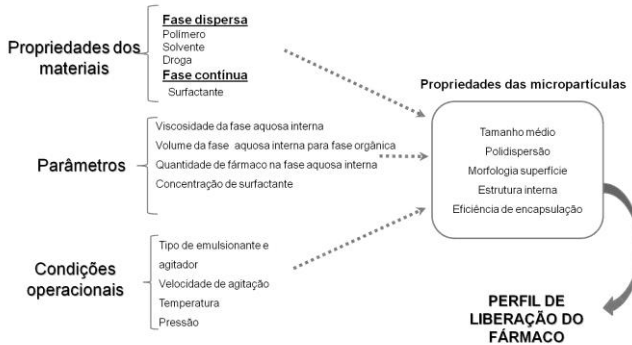 Propriedades dos
materiais
Fase dispersa
Polímero
Solvente
Droga
Fase contínua
Surfactante
Parâmetros
Viscosidade da fase aquosa interna
Volume da fase aquosa interna para fase orgânica
Quantidade de fármaco na fase aquosa interna
Concentração de surfactante
Condições
operacionais
Tipo de emulsionante e
agitador
Velocidade de agitação
Temperatura
Pressão
Propriedades das micropartículas
Tamanho médio
Polidispersão
Morfologia superfície
Estrutura interna
Eficiência de encapsulação
PERFIL DE
LIBERAÇÃO DO
FÁRMACO